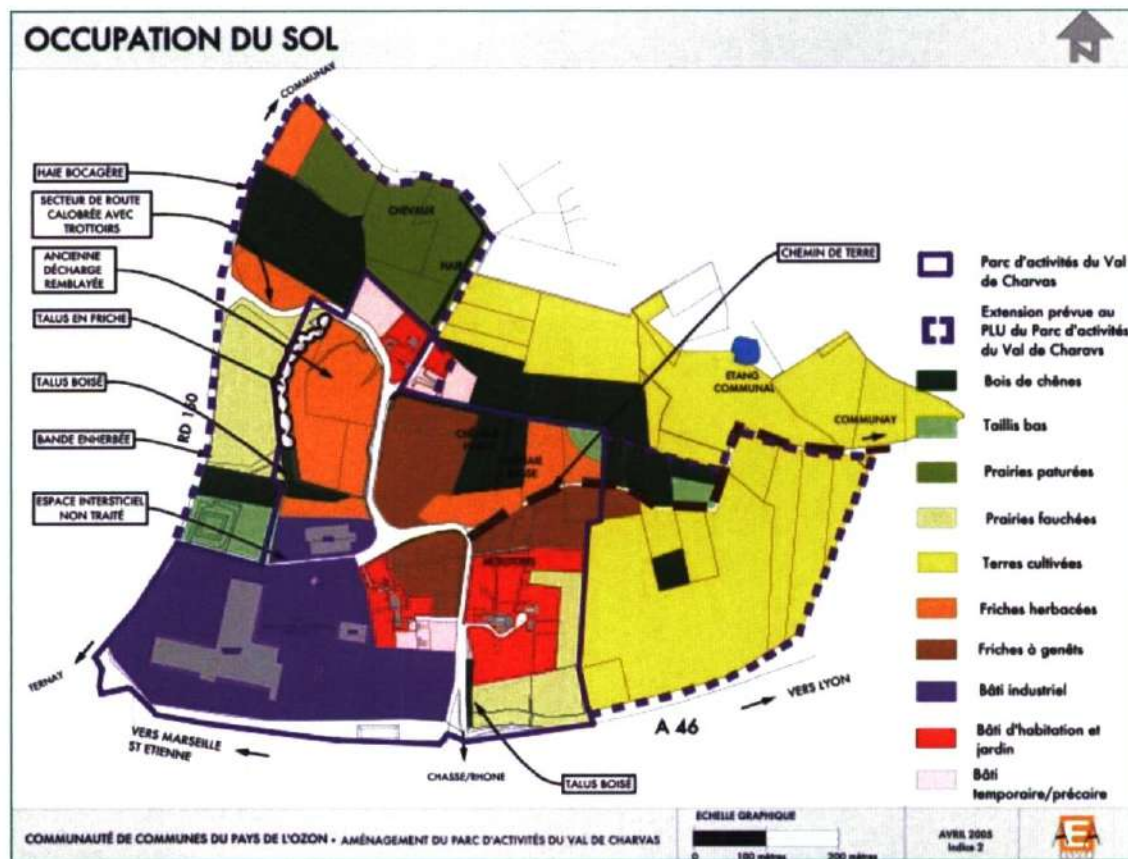 OCCUPATION DU SOL
N
COMMUNAY
HAIE BOCAGÈRE
SECTEUR DE ROUTE
CALOBRÉE AVEC
TROTTOIRS
ANCIENNE
DÉCHARGE
REMBLAYÉE
TALUS EN FRICHE
TALUS BOISÉ
RD 150
BANDE ENHERBÉE
ESPACE INTERSTICIEL
NON TRAITÉ
CHEVAUX
HAIE
CHEMIN DE TERRE
ETANG
COMMUNAL
COMMUNAY
TERNAY
VERS MARSEILLE
ST ETIENNE
CHASSE/RHONE
TALUS BOISÉ
A 46
VERS LYON
Parc d'activités du Val
de Charvas
Extension prévue au
PLU du Parc d'activités
du Val de Charavs
Bois de chênes
Taillis bas
Prairies paturées
Prairies fauchées
Terres cultivées
Friches herbacées
Friches à genêts
Bâti industriel
Bâti d'habitation et
jardin
Bâti
temporaire/précaire
COMMUNAUTÉ DE COMMUNES DU PAYS DE L'OZON • AMÉNAGEMENT DU PARC D'ACTIVITÉS DU VAL DE CHARVAS
ECHELLE GRAPHIQUE
0 100 mètres 200 mètres
AVRIL 2005
Indice 2
E